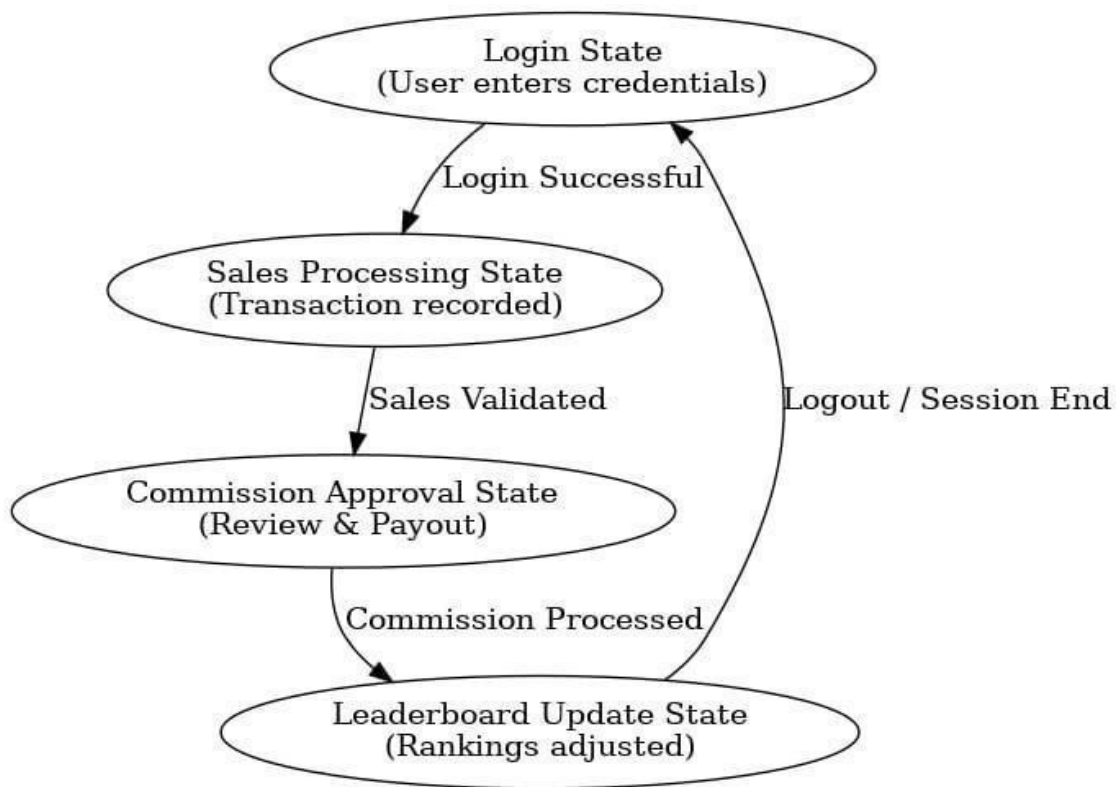 Login State
(User enters credentials)
Login Successful
Sales Processing State
(Transaction recorded)
Sales Validated
Logout / Session End
Commission Approval State
(Review & Payout)
Commission Processed
Leaderboard Update State
(Rankings adjusted)